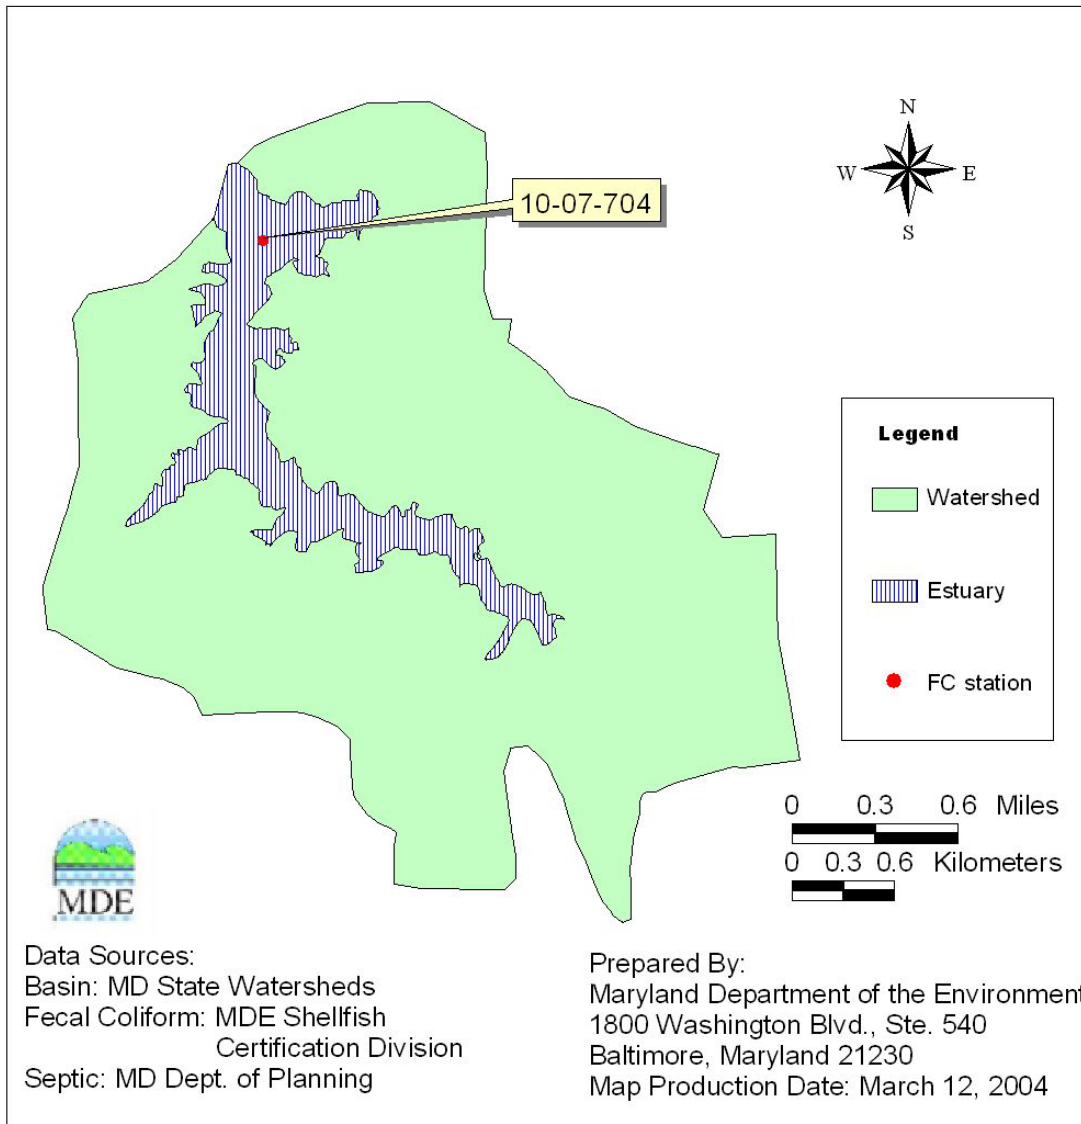 N
W E
S
10-07-704
Legend
Watershed
Estuary
FC station
0 0.3 0.6 Miles
0 0.3 0.6 Kilometers
MDE
Data Sources:
Basin: MD State Watersheds
Fecal Coliform: MDE Shellfish
Certification Division
Septic: MD Dept. of Planning
Prepared By:
Maryland Department of the Environment
1800 Washington Blvd., Ste. 540
Baltimore, Maryland 21230
Map Production Date: March 12, 2004